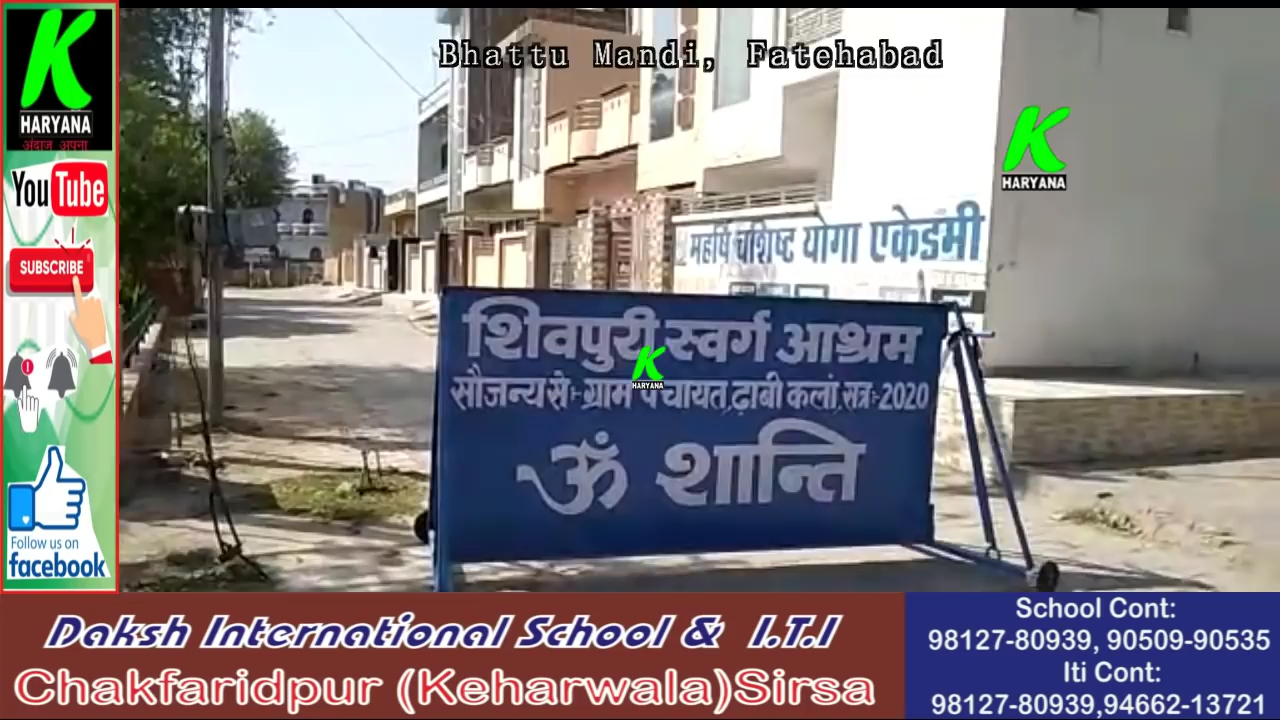 K
HARYANA
अंदाज अपना
YouTube
SUBSCRIBE
Follow us on
facebook
Bhattu Mandi, Fatehabad
K
HARYANA
महर्षि वशिष्ट योगा एकेडमी
शिवपुरी स्वर्ग आश्रम
सौजन्य से:- ग्राम पंचायत, ढ़ाबी कलां, सत्र:-2020
K
HARYANA
ॐ शान्ति
Daksh International School & I.T.I
Chakfaridpur (Keharwala)Sirsa
School Cont:
98127-80939, 90509-90535
Iti Cont:
98127-80939,94662-13721